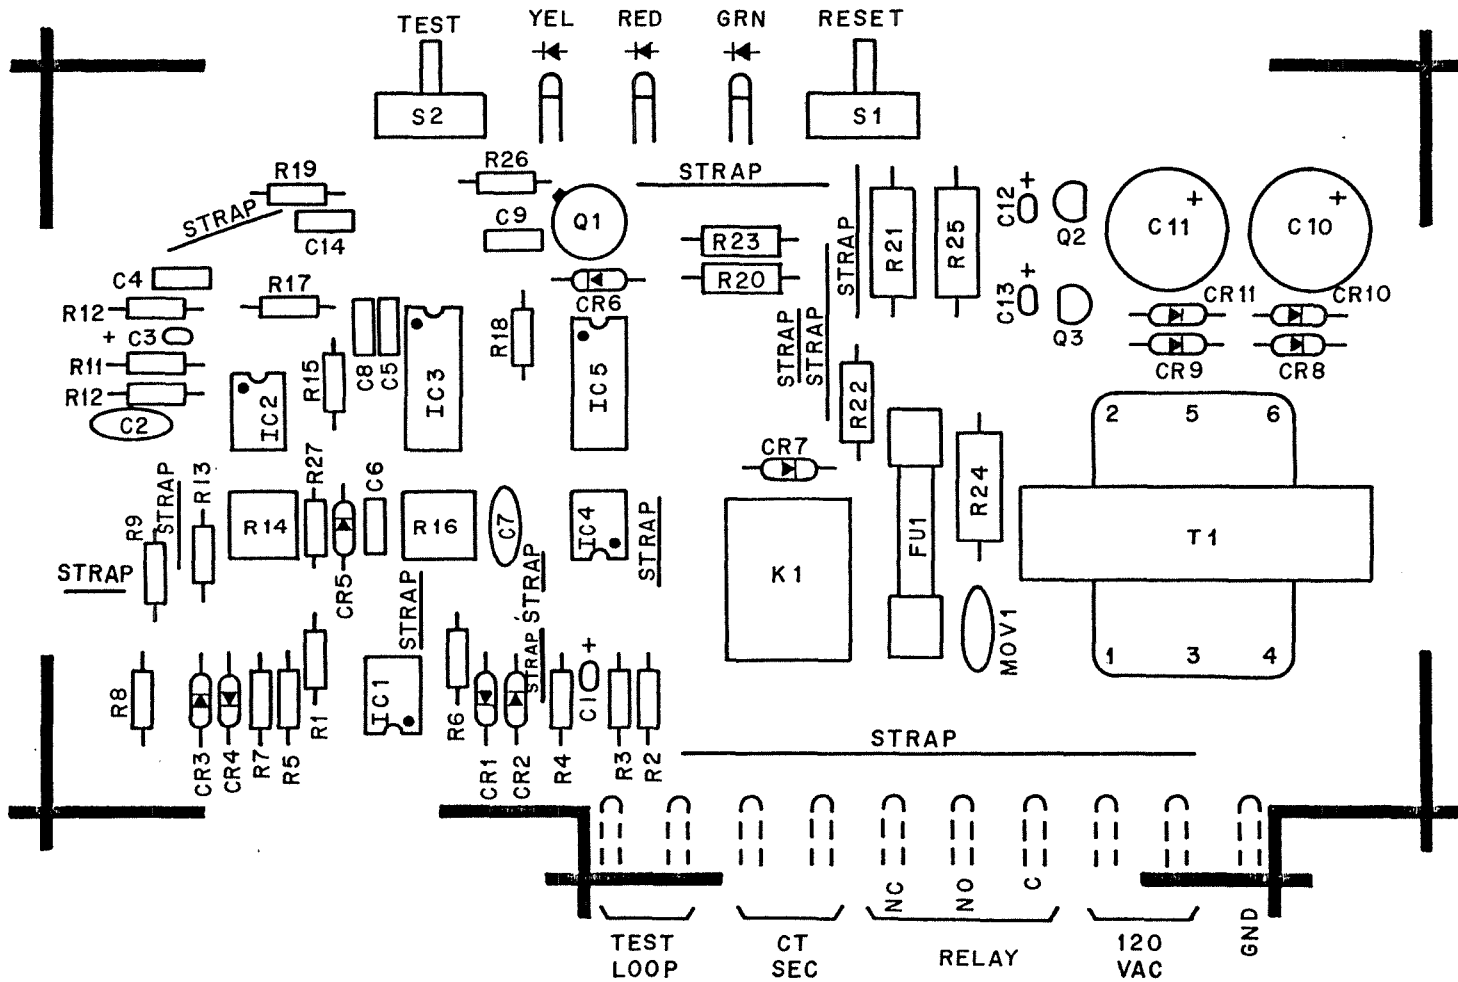 TEST
YEL
RED
GRN
RESET
S2
S1
R19
R26
STRAP
STRAP
C14
C9
Q1
R23
R20
STRAP
R21
R25
C12
+
Q2
C11
+
C10
+
C4
R12
R17
CR6
R18
C13
+
Q3
CR11
CR10
+ C3
R11
R12
C2
R15
C8
C5
IC3
IC5
IC2
STRAP
STRAP
R22
CR9
CR8
2
5
6
CR7
R9
STRAP
R13
R14
R27
C6
R16
C7
IC4
STRAP
K1
FU1
R24
T1
STRAP
CR5
STRAP
STRAP
MOV1
1
3
4
R8
CR3
CR4
R7
R5
R1
IC1
R6
CR1
CR2
STRAP
R4
C1
+
R3
R2
STRAP
NC
NO
C
GND
TEST
LOOP
CT
SEC
RELAY
120
VAC